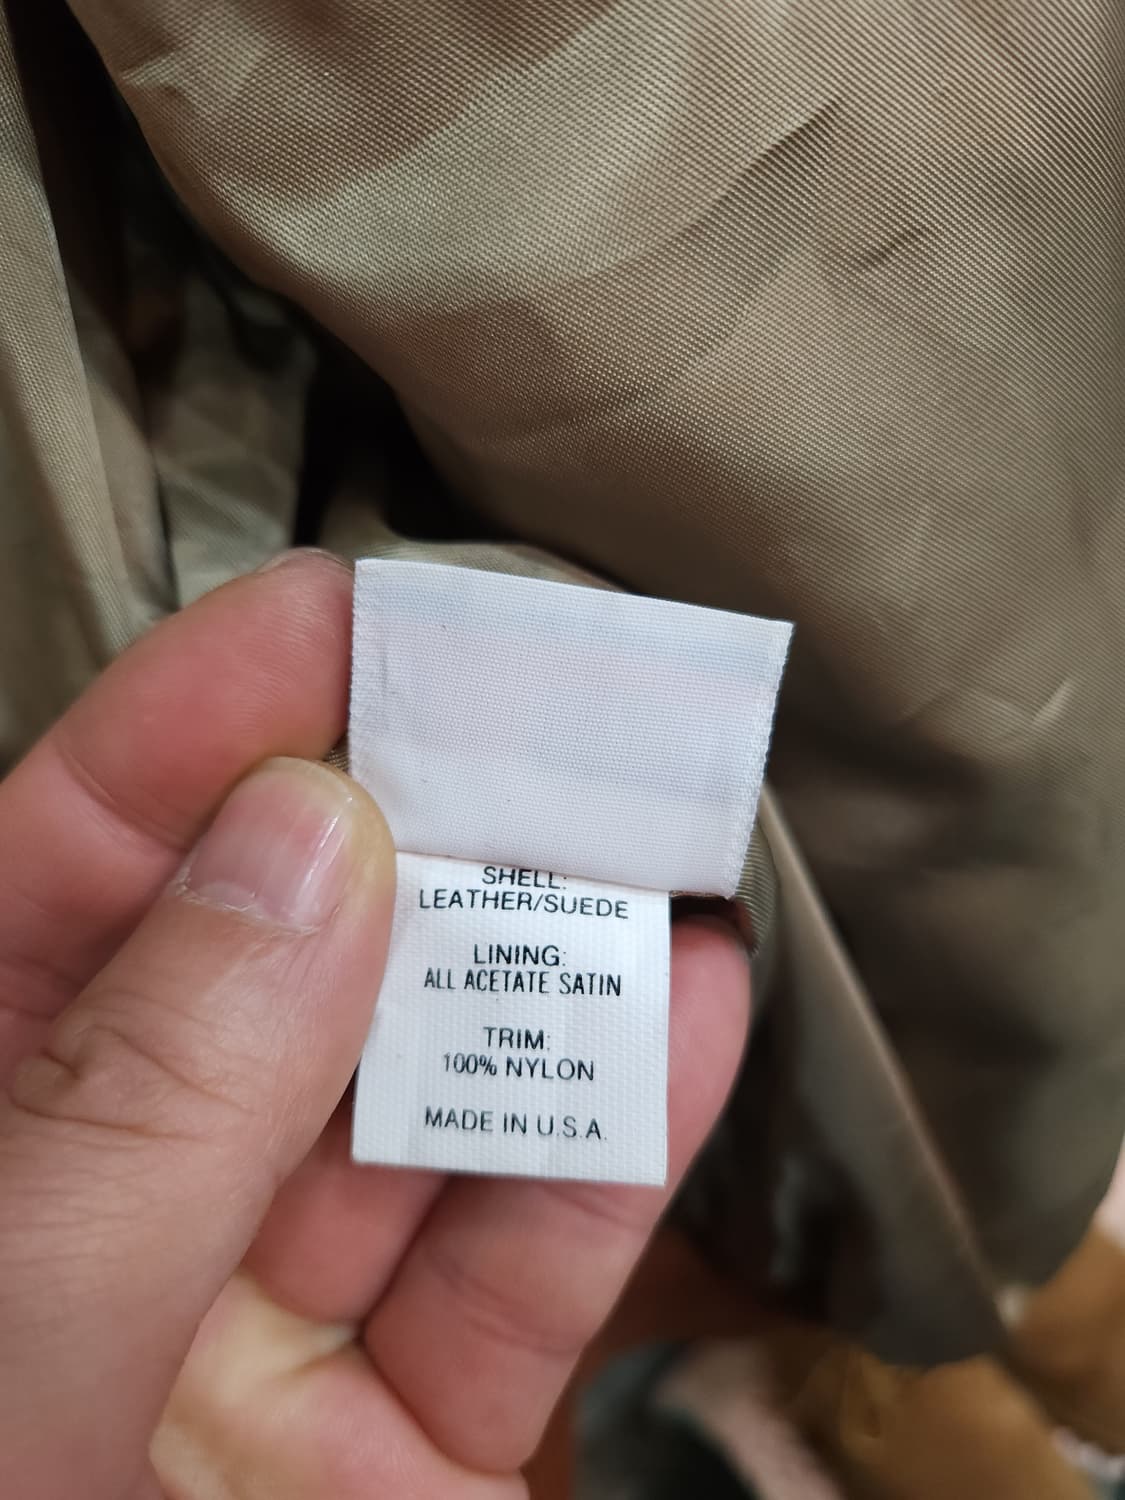 SHELL:
LEATHER/SUEDE
LINING:
ALL ACETATE SATIN
TRIM:
100% NYLON
MADE IN U.S.A.